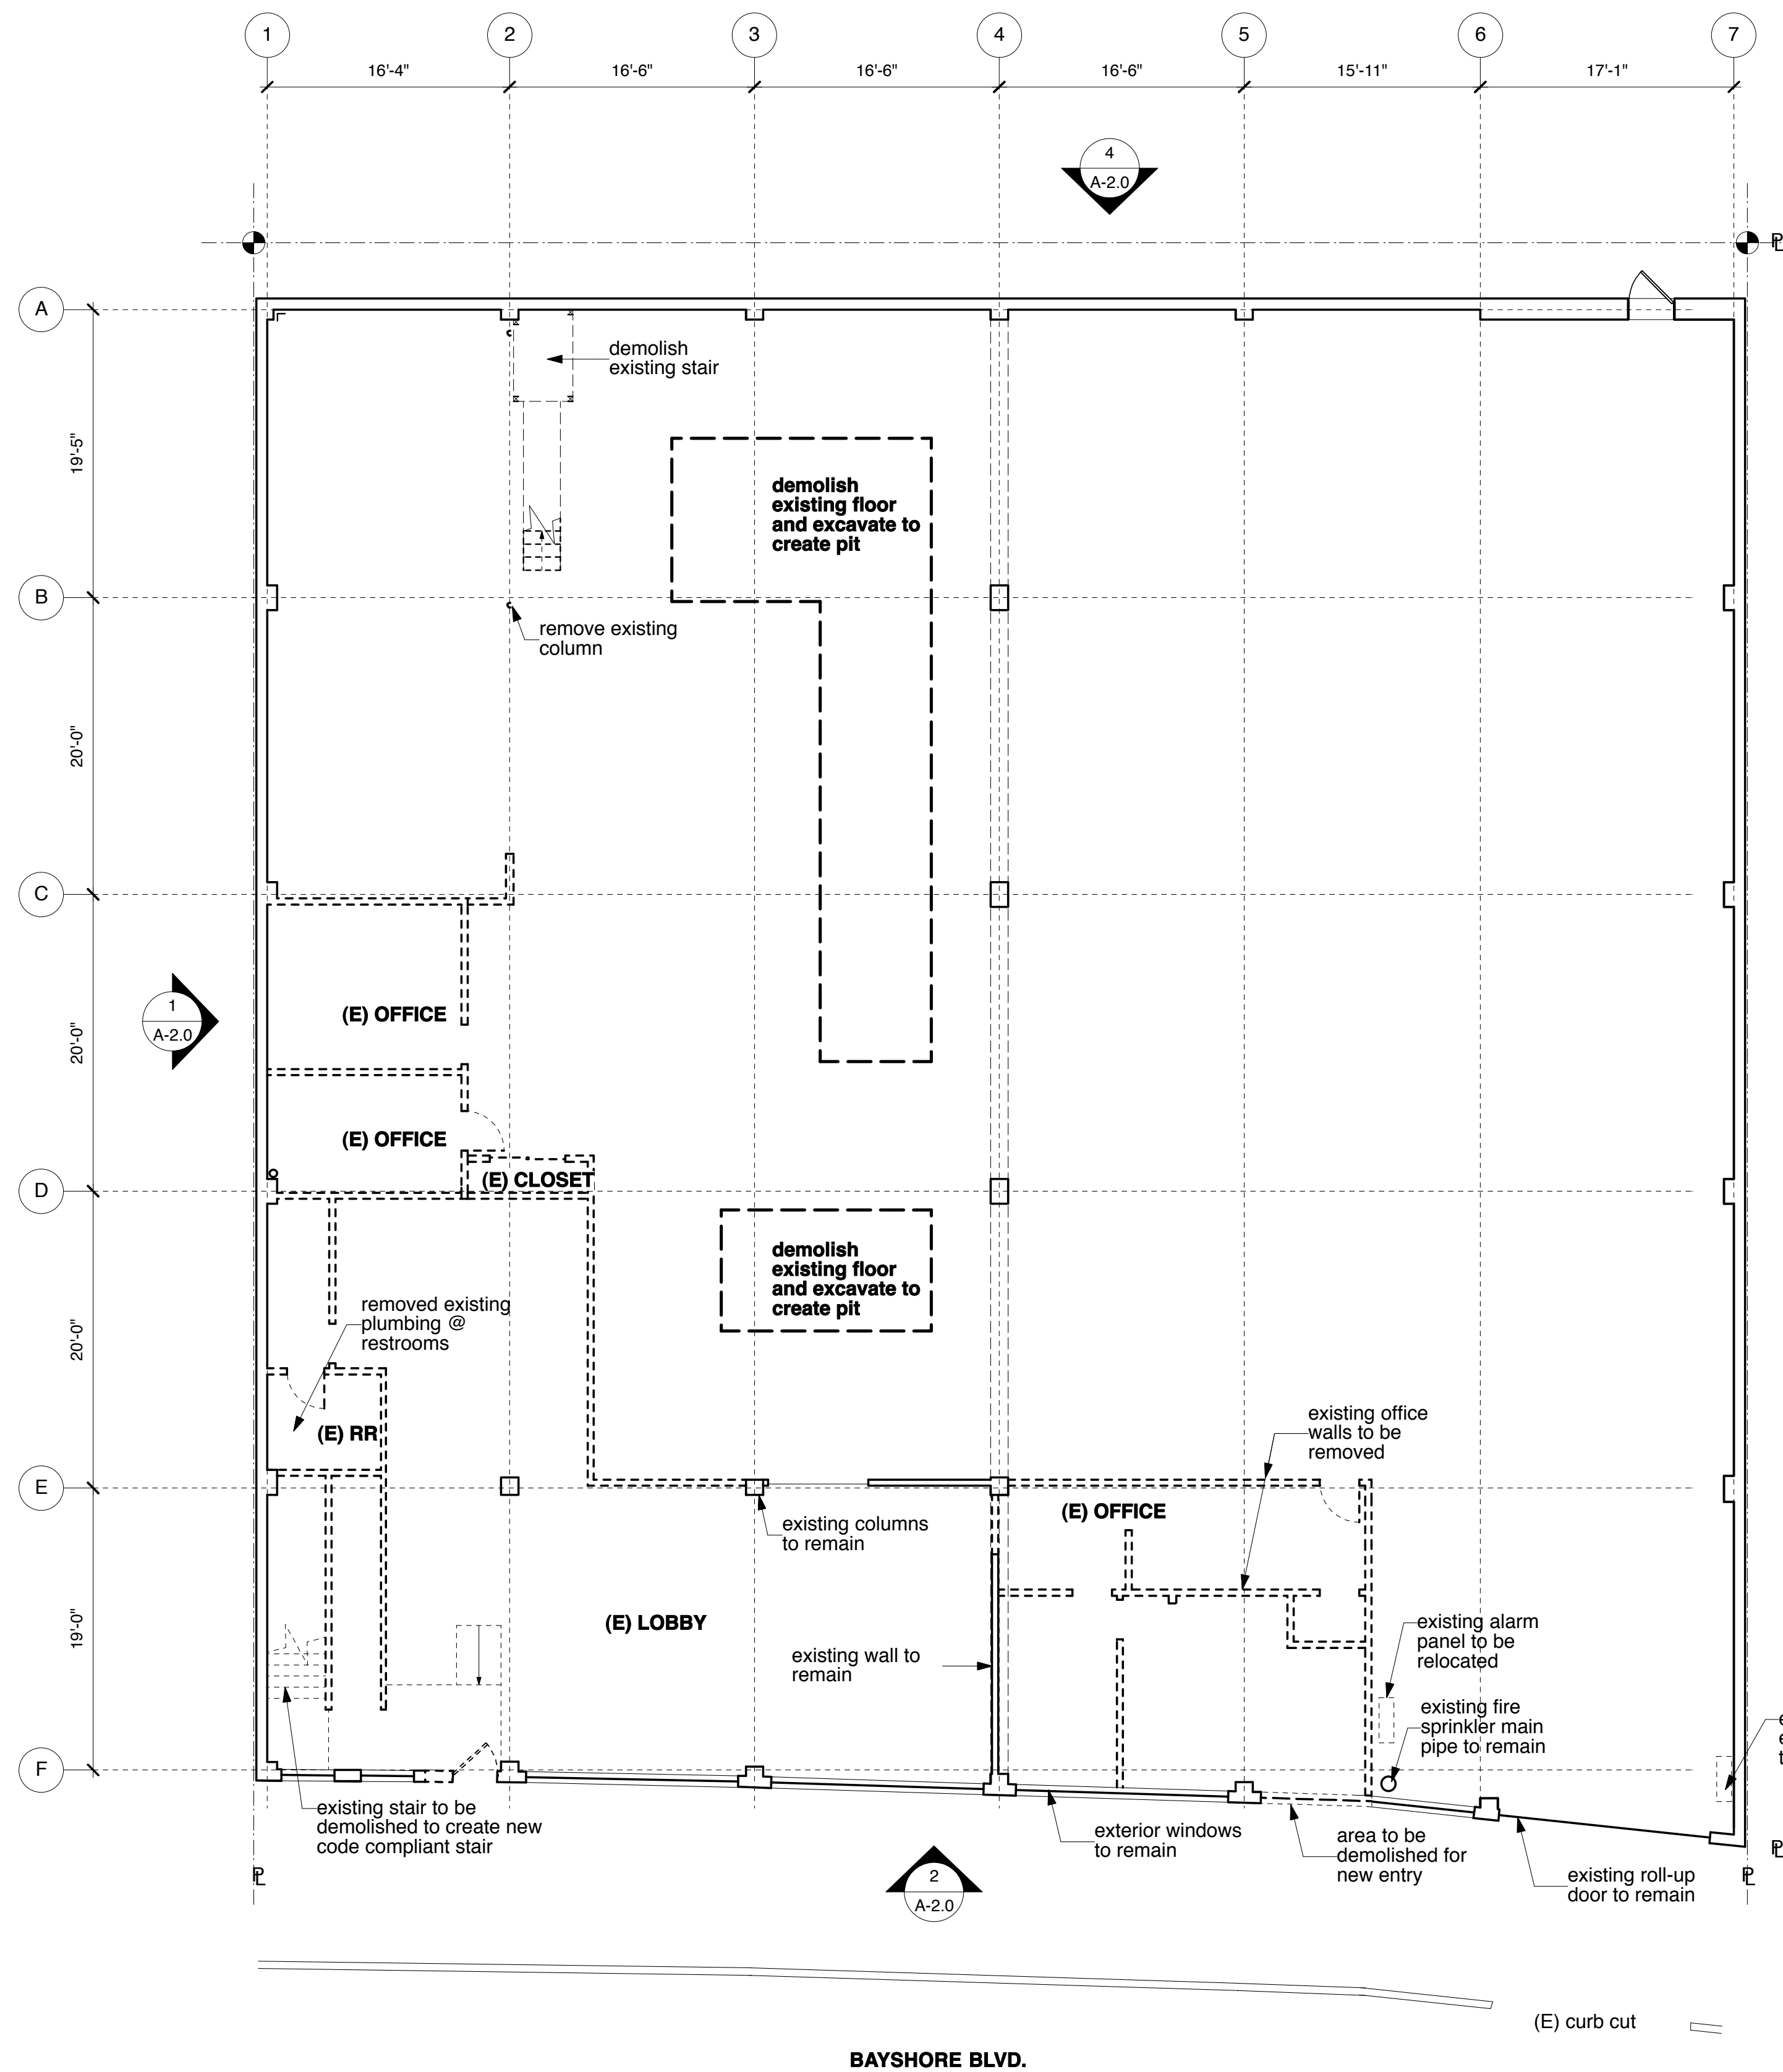 1 2 3 4 5 6 7
16'-4" 16'-6" 16'-6" 16'-6" 15'-11" 17'-1"
4
A-2.0
PL
A
demolish
existing stair
19'-5"
demolish
existing floor
and excavate to
create pit
B
remove existing
column
20'-0"
C
(E) OFFICE
1
A-2.0
20'-0"
(E) OFFICE
(E) CLOSET
D
demolish
existing floor
and excavate to
create pit
removed existing
plumbing @
restrooms
20'-0"
(E) RR
existing office
walls to be
removed
E
(E) OFFICE
existing columns
to remain
(E) LOBBY
19'-0"
existing wall to
remain
existing alarm
panel to be
relocated
existing fire
sprinkler main
pipe to remain
F
existing stair to be
demolished to create new
code compliant stair
exterior windows
to remain
area to be
demolished for
new entry
existing roll-up
door to remain
PL
PL
PL
2
A-2.0
(E) curb cut
BAYSHORE BLVD.